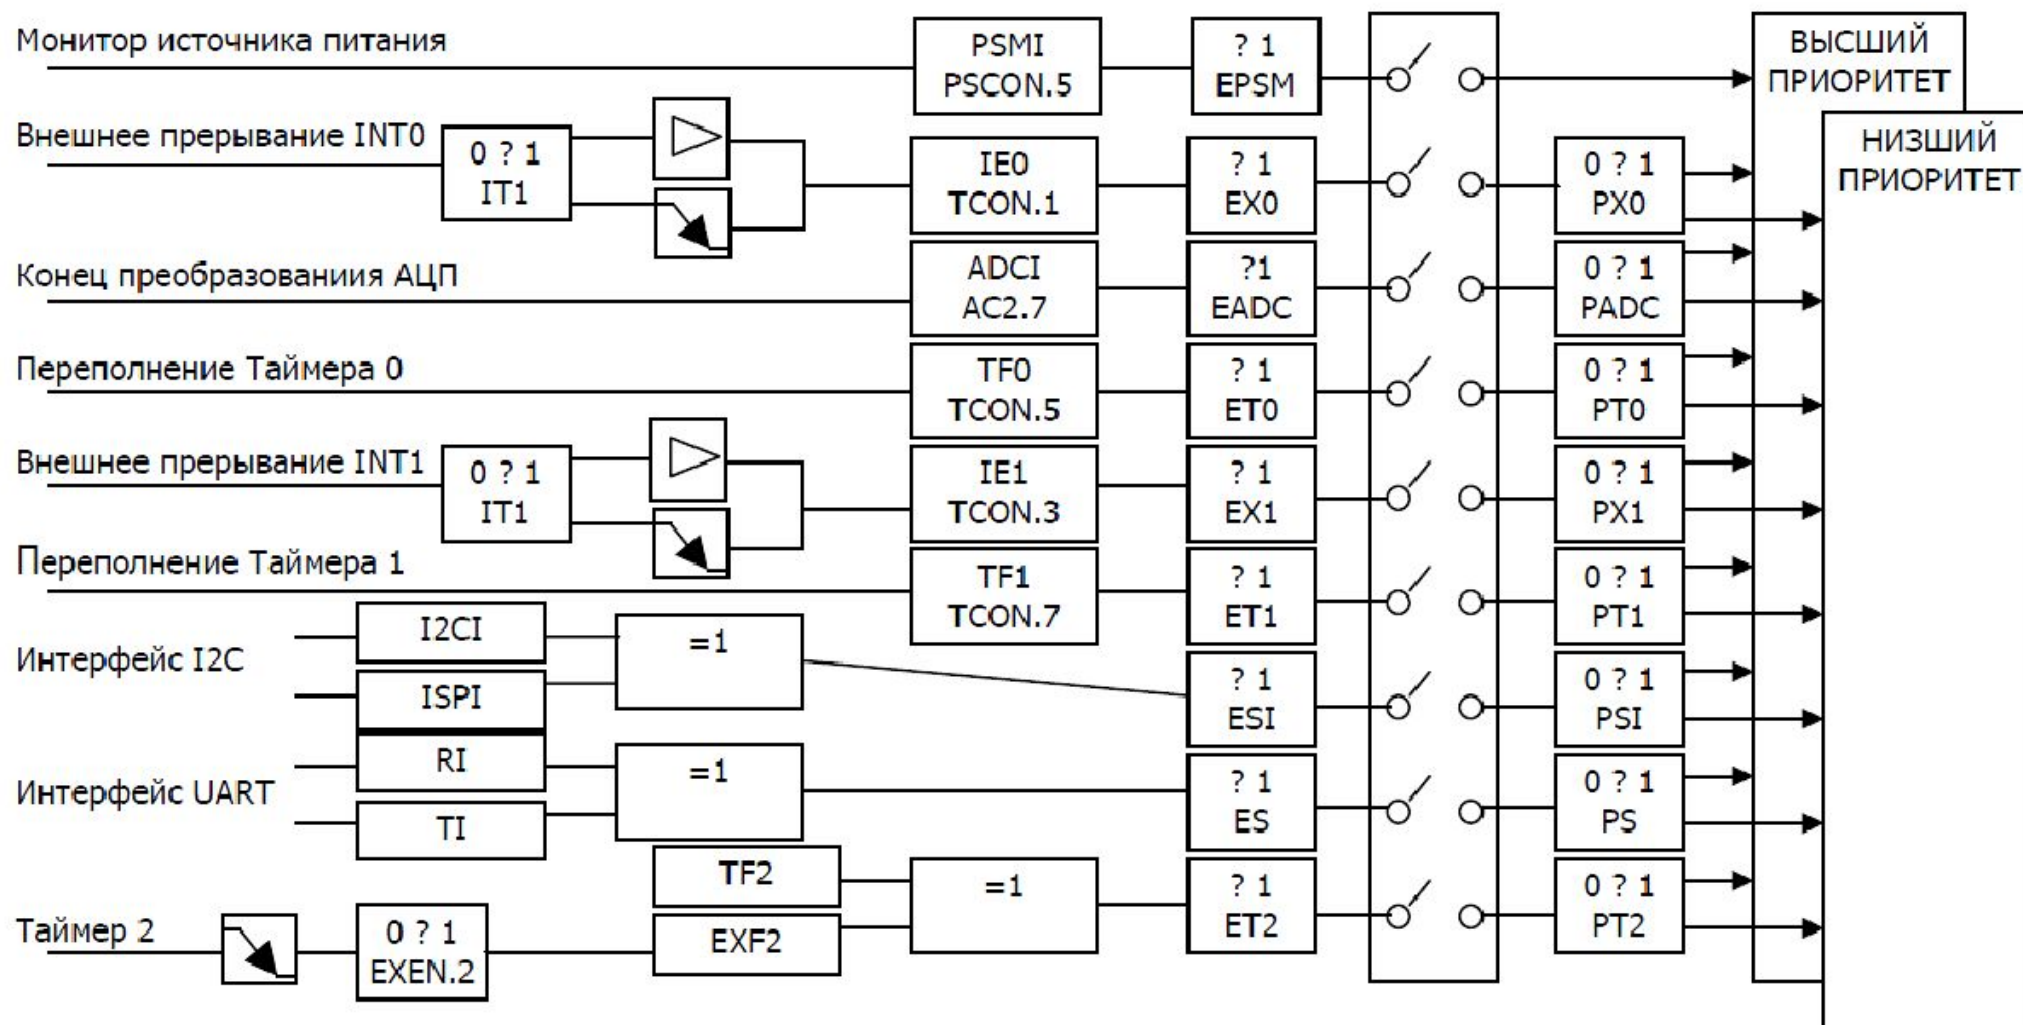 Монитор источника питания
PSMI
PSCON.5
? 1
EPSM
ВЫСШИЙ
ПРИОРИТЕТ
НИЗШИЙ
ПРИОРИТЕТ
Внешнее прерывание INT0
0 ? 1
IT1
IE0
TCON.1
? 1
EX0
0 ? 1
PX0
Конец преобразованиия АЦП
ADCI
AC2.7
?1
EADC
0 ? 1
PADC
Переполнение Таймера 0
TF0
TCON.5
? 1
ET0
0 ? 1
PT0
Внешнее прерывание INT1
0 ? 1
IT1
IE1
TCON.3
? 1
EX1
0 ? 1
PX1
Переполнение Таймера 1
TF1
TCON.7
? 1
ET1
0 ? 1
PT1
Интерфейс I2C
I2CI
ISPI
=1
? 1
ESI
0 ? 1
PSI
Интерфейс UART
RI
TI
=1
? 1
ES
0 ? 1
PS
Таймер 2
0 ? 1
EXEN.2
TF2
EXF2
=1
? 1
ET2
0 ? 1
PT2